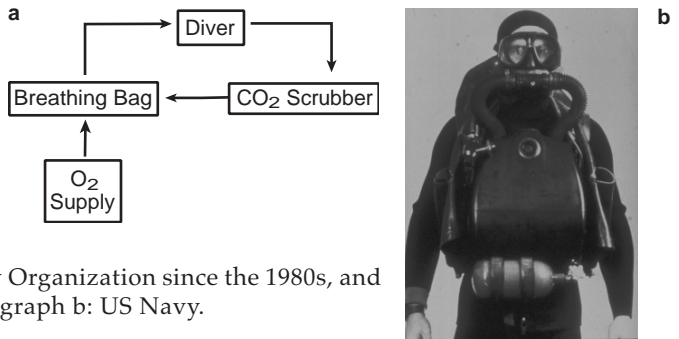 a
Diver
Breathing Bag
CO2 Scrubber
O2
Supply
b
Organization since the 1980s, and
graph b: US Navy.